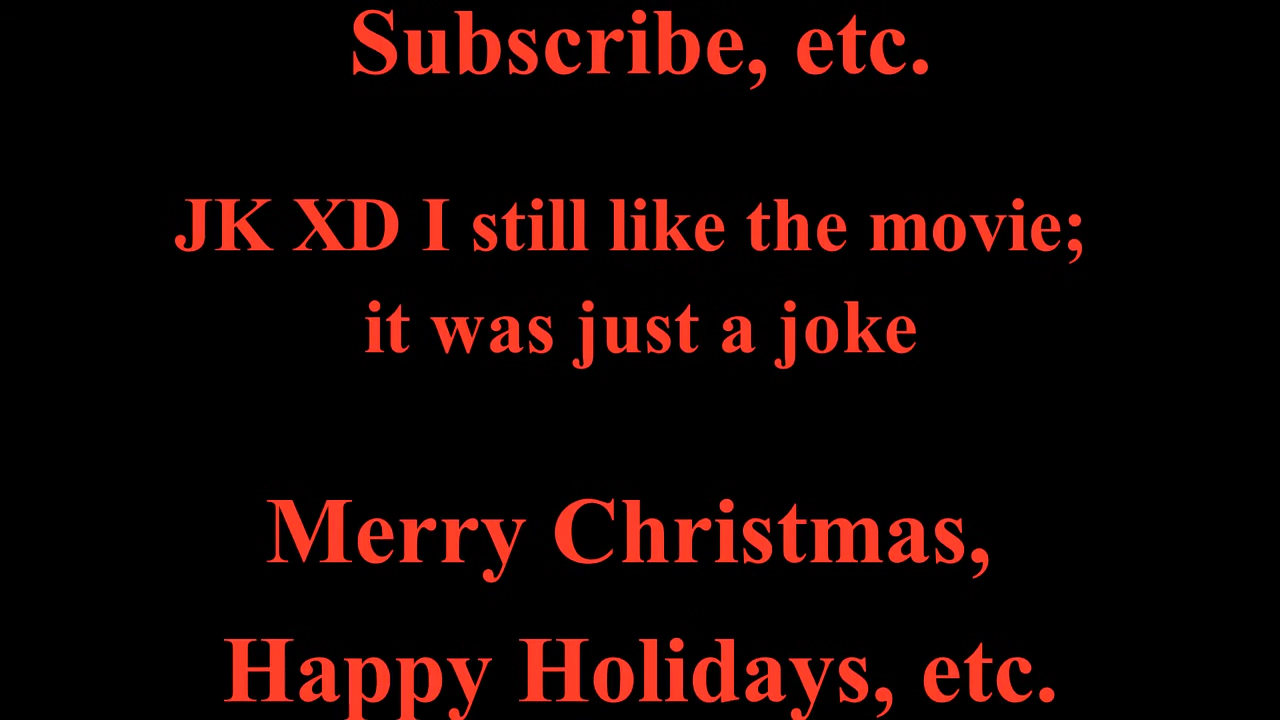 Subscribe, etc.
JK XD I still like the movie;
it was just a joke
Merry Christmas,
Happy Holidays, etc.